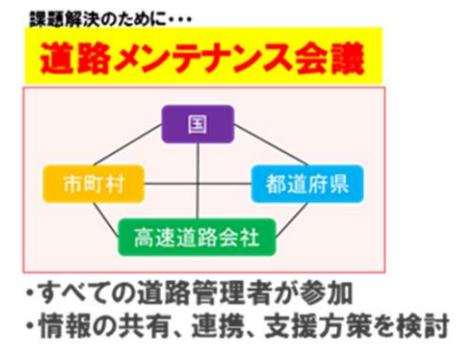 課題解決のために･･･
道路メンテナンス会議
国
市町村
都道府県
高速道路会社
・すべての道路管理者が参加
・情報の共有、連携、支援方策を検討